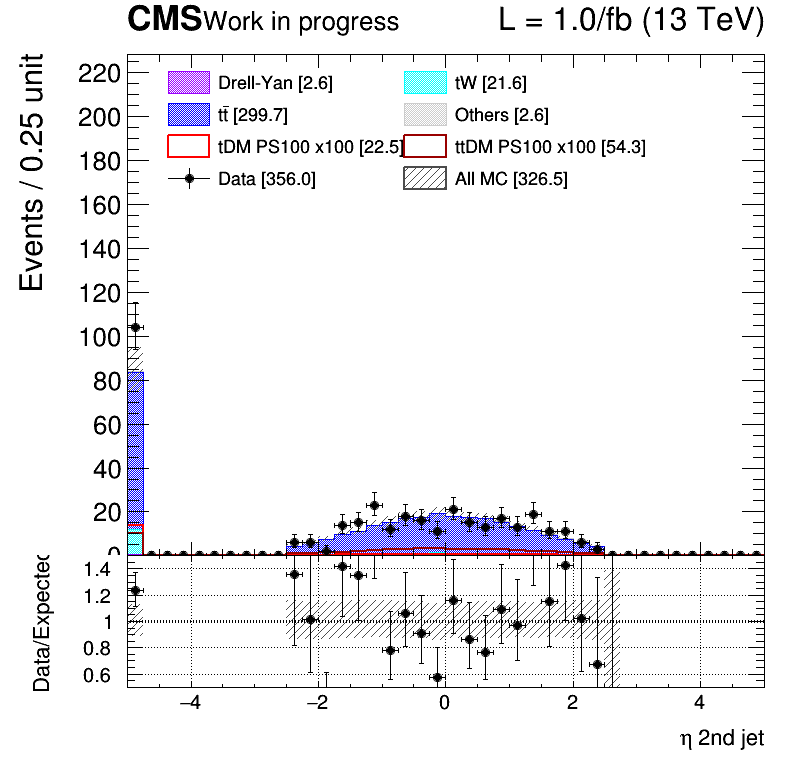 CMS Work in progress L = 1.0/fb (13 TeV)
Events / 0.25 unit
220
200
180
160
140
120
100
80
60
40
20
0
Drell-Yan [2.6] tW [21.6]
tt̄ [299.7] Others [2.6]
tDM PS100 x100 [22.5] ttDM PS100 x100 [54.3]
Data [356.0] All MC [326.5]
Data/Expected
1.4
1.2
1
0.8
0.6
−4 −2 0 2 4
η 2nd jet